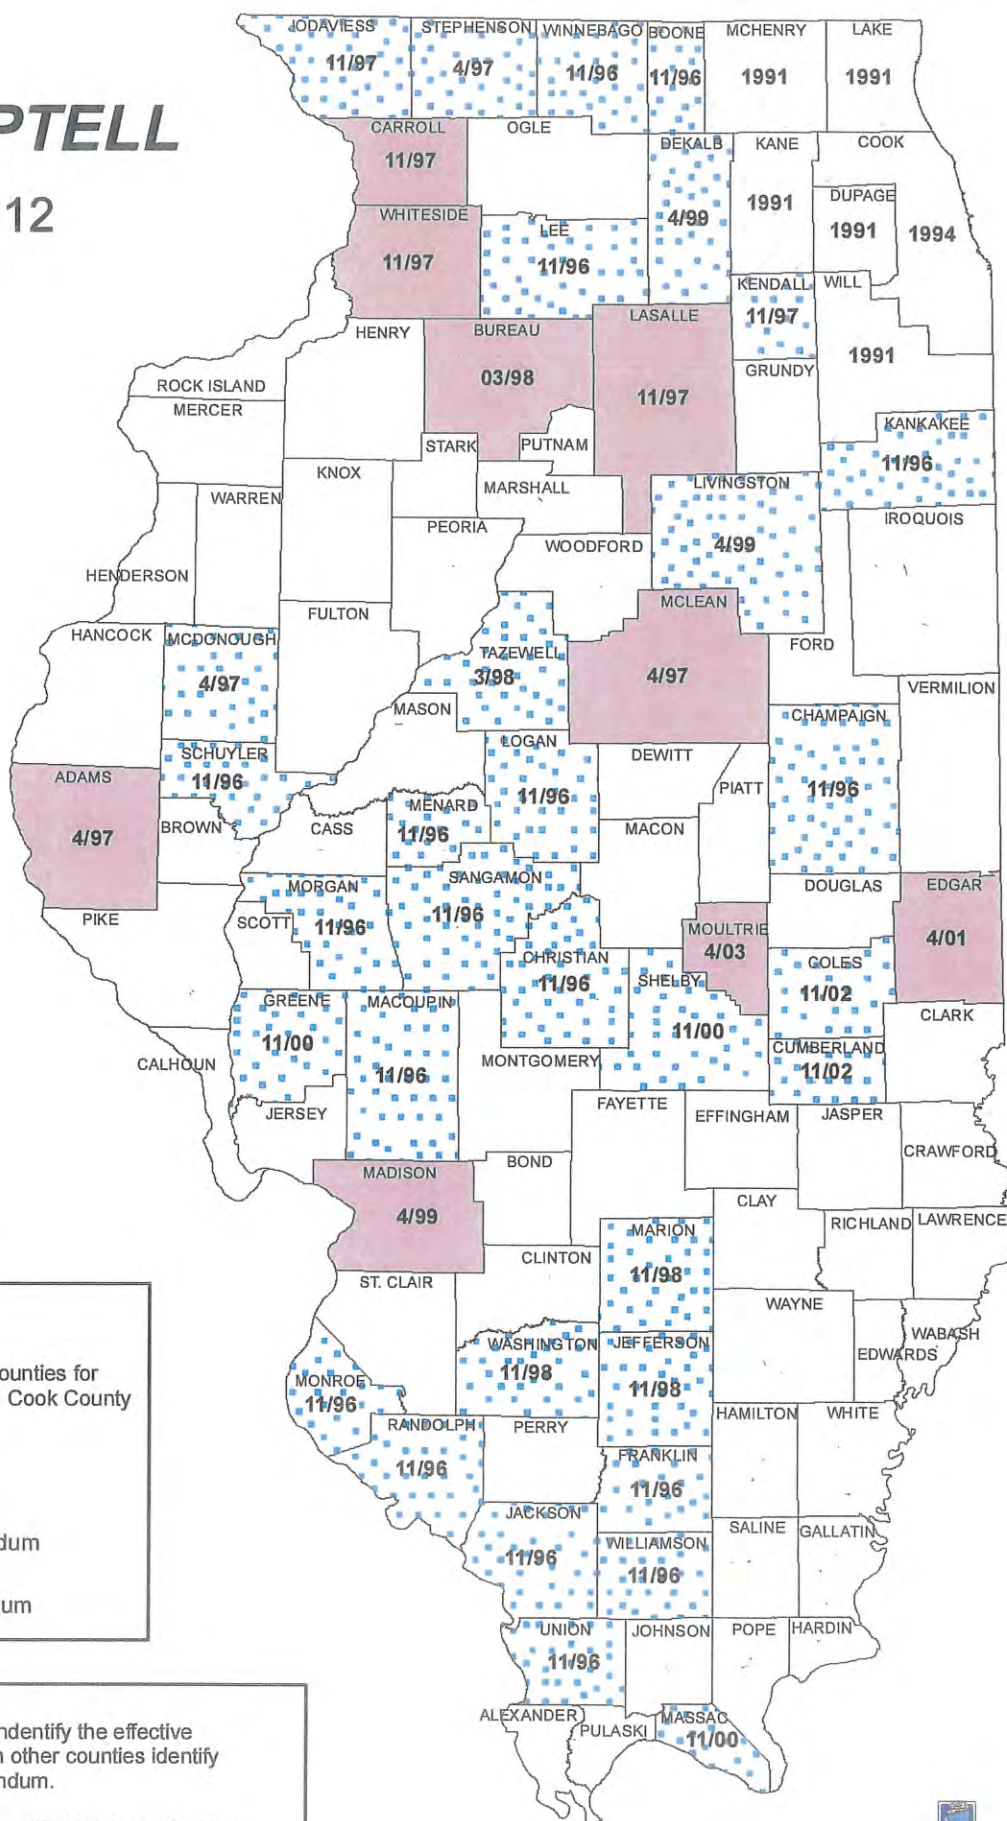 PTELL
12
JODAVIESS
11/97
STEPHENSON
4/97
WINNEBAGO
11/96
BOONE
11/96
MCHENRY
1991
LAKE
1991
CARROLL
11/97
OGLE
DEKALB
4/99
KANE
1991
COOK
1994
DUPAGE
1991
WHITESIDE
11/97
LEE
11/96
KENDALL
11/97
WILL
1991
HENRY
BUREAU
03/98
LASALLE
11/97
GRUNDY
ROCK ISLAND
MERCER
STARK
PUTNAM
KANKAKEE
11/96
KNOX
MARSHALL
LIVINGSTON
4/99
WARREN
PEORIA
IROQUOIS
WOODFORD
HENDERSON
FULTON
MCLEAN
4/97
HANCOCK
MCDONOUGH
4/97
TAZEWELL
3/98
FORD
VERMILION
MASON
CHAMPAIGN
11/96
SCHUYLER
11/96
LOGAN
11/96
DEWITT
PIATT
ADAMS
4/97
BROWN
CASS
MENARD
11/96
MACON
MORGAN
11/96
SANGAMON
11/96
DOUGLAS
EDGAR
4/01
PIKE
SCOTT
MOULTRIE
4/03
CHRISTIAN
11/96
SHELBY
11/00
COLES
11/02
GREENE
11/00
MACOUPIN
11/96
CLARK
CALHOUN
MONTGOMERY
CUMBERLAND
11/02
JERSEY
FAYETTE
EFFINGHAM
JASPER
CRAWFORD
MADISON
4/99
BOND
CLAY
RICHLAND
LAWRENCE
MARION
11/98
CLINTON
ST. CLAIR
WAYNE
WABASH
EDWARDS
WASHINGTON
11/98
JEFFERSON
11/98
MONROE
11/96
RANDOLPH
11/96
PERRY
HAMILTON
WHITE
FRANKLIN
11/96
JACKSON
11/96
WILLIAMSON
11/96
SALINE
GALLATIN
UNION
11/96
JOHNSON
POPE
HARDIN
ALEXANDER
PULASKI
MASSAC
11/00
ounties for
Cook County
dum
um
indentify the effective
n other counties identify
ndum.